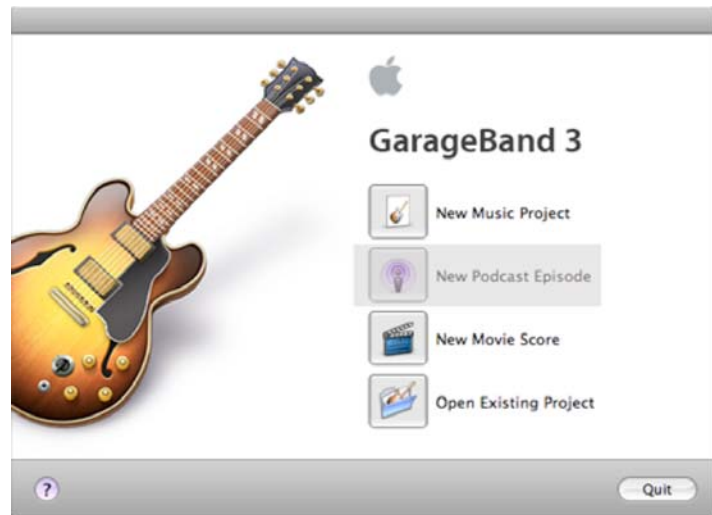 GarageBand 3
New Music Project
New Podcast Episode
New Movie Score
Open Existing Project
?
Quit